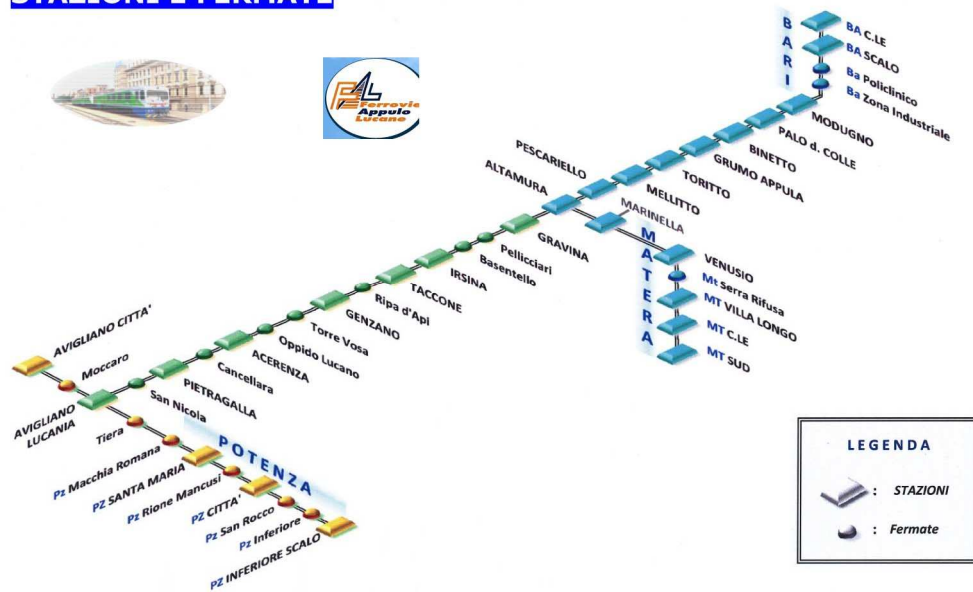 STAZIONI E FERMATE
Ferrovie
Appulo
Lucane
BARI
BA C.LE
BA SCALO
Ba Policlinico
Ba Zona Industriale
MODUGNO
PALO d. COLLE
BINETTO
GRUMO APPULA
TORITTO
MELLITTO
PESCARIELLO
ALTAMURA
MARINELLA
MATERA
VENUSIO
Mt Serra Rifusa
MT VILLA LONGO
MT C.LE
MT SUD
GRAVINA
Pellicciari
Basentello
IRSINA
TACCONE
Ripa d'Api
GENZANO
Torre Vosa
Oppido Lucano
ACERENZA
Cancellara
PIETRAGALLA
San Nicola
AVIGLIANO CITTA'
Moccaro
AVIGLIANO
LUCANIA
Tiera
POTENZA
Pz Macchia Romana
PZ SANTA MARIA
Pz Rione Mancusi
PZ CITTA'
Pz San Rocco
Pz Inferiore
PZ INFERIORE SCALO
LEGENDA
: STAZIONI
: Fermate